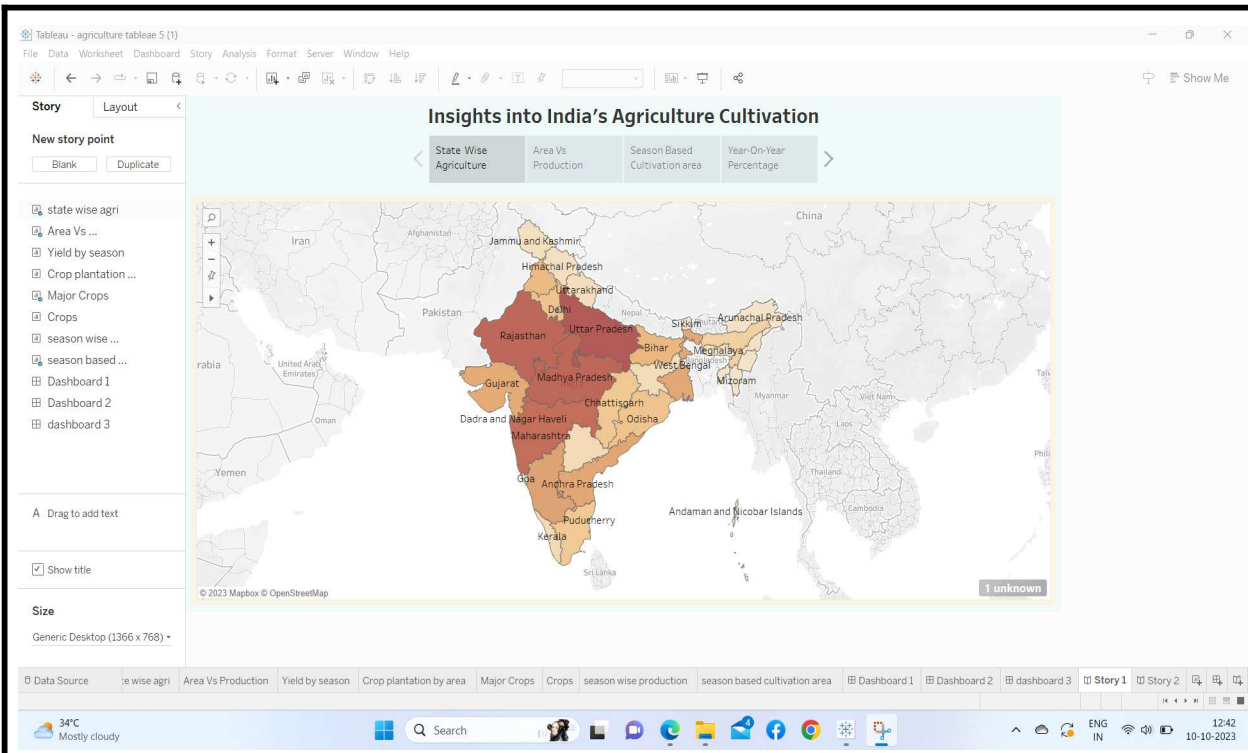 Tableau - agriculture tableae 5 (1)
File Data Worksheet Dashboard Story Analysis Format Server Window Help
Show Me
Story Layout
New story point
Blank Duplicate
state wise agri
Area Vs ...
Yield by season
Crop plantation ...
Major Crops
Crops
season wise ...
season based ...
Dashboard 1
Dashboard 2
dashboard 3
A Drag to add text
Show title
Size
Generic Desktop (1366 x 768)
Insights into India's Agriculture Cultivation
State Wise
Agriculture
Area Vs
Production
Season Based
Cultivation area
Year-On-Year
Percentage
China
Iran
Afghanistan
Jammu and Kashmir
Himachal Pradesh
Uttarakhand
Pakistan
Delhi
Nepal
Sikkim
Bhutan
Arunachal Pradesh
Rajasthan
Uttar Pradesh
Bihar
Meghalaya
Bangladesh
West Bengal
rabia
United Arab
Emirates
Gujarat
Madhya Pradesh
India
Mizoram
Myanmar
Viet Nam
Oman
Chhattisgarh
Dadra and Nagar Haveli
Odisha
Laos
Maharashtra
Yemen
Thailand
Phili
Goa
Andhra Pradesh
Andaman and Nicobar Islands
Cambodia
Puducherry
Kerala
Sri Lanka
© 2023 Mapbox © OpenStreetMap
1 unknown
Data Source te wise agri Area Vs Production Yield by season Crop plantation by area Major Crops Crops season wise production season based cultivation area Dashboard 1 Dashboard 2 dashboard 3 Story 1 Story 2
34°C
Mostly cloudy
Search
4
ENG
IN
12:42
10-10-2023